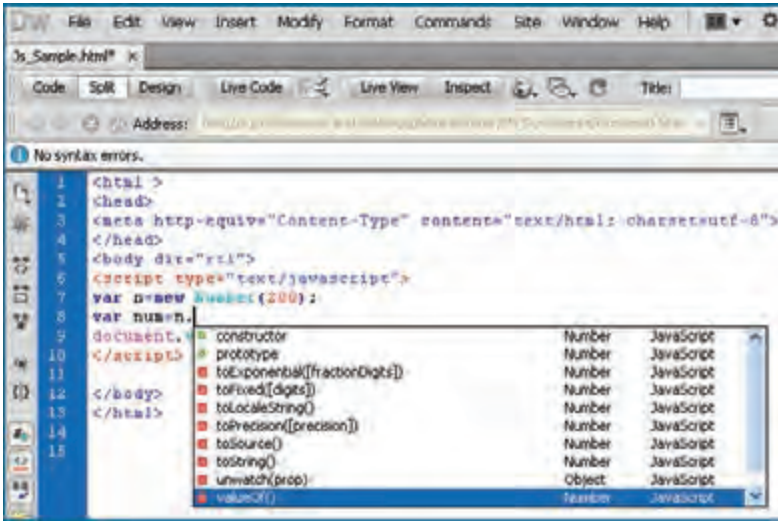 DW File Edit View Insert Modify Format Commands Site Window Help
Js_Sample.html* ×
Code Split Design Live Code Live View Inspect Title:
Address:
No syntax errors.
1 <html >
2 <head>
3 <meta http-equiv="Content-Type" content="text/html; charset=utf-8">
4 </head>
5 <body dir="rtl">
6 <script type="text/javascript">
7 var n=new Number(200);
8 var num=n.
9 document.
10 </script>
11
12 </body>
13 </html>
14
15
constructor Number JavaScript
prototype Number JavaScript
toExponential([fractionDigits]) Number JavaScript
toFixed([digits]) Number JavaScript
toLocaleString() Number JavaScript
toPrecision([precision]) Number JavaScript
toSource() Number JavaScript
toString() Number JavaScript
unwatch(prop) Object JavaScript
valueOf() Number JavaScript